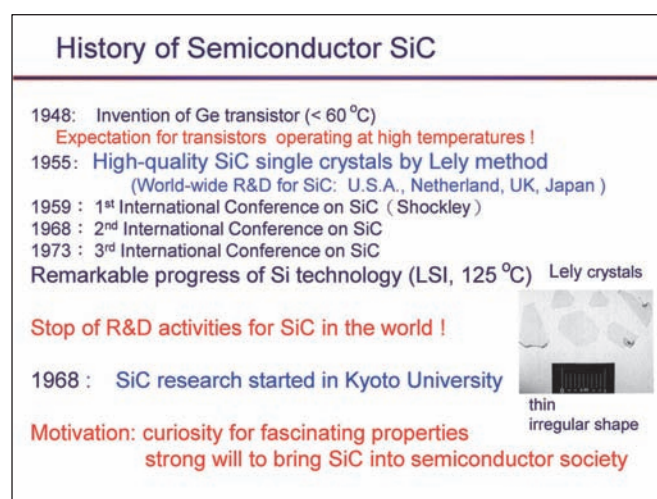 History of Semiconductor SiC
1948: Invention of Ge transistor (< 60 °C)
Expectation for transistors operating at high temperatures !
1955: High-quality SiC single crystals by Lely method
(World-wide R&D for SiC: U.S.A., Netherland, UK, Japan )
1959 : 1st International Conference on SiC ( Shockley )
1968 : 2nd International Conference on SiC
1973 : 3rd International Conference on SiC
Remarkable progress of Si technology (LSI, 125 °C)
Lely crystals
Stop of R&D activities for SiC in the world !
1968 : SiC research started in Kyoto University
thin
irregular shape
Motivation: curiosity for fascinating properties
strong will to bring SiC into semiconductor society